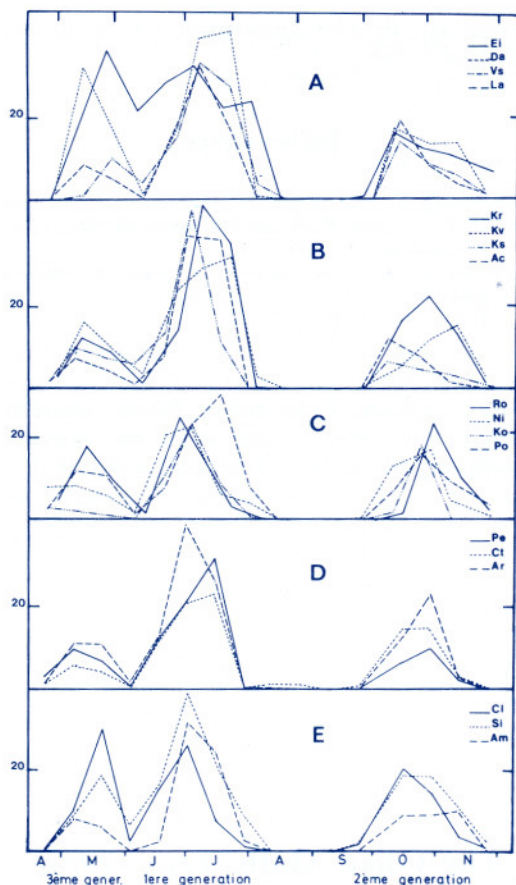 Ei
Da
Vs
La
A
20
Kr
Kv
Ks
Ac
B
20
Ro
Ni
Ko
Po
C
20
Pe
Ct
Ar
D
20
Cl
Si
Am
E
20
A M J J A S O N
3ème gener. 1ere generation 2ème generation